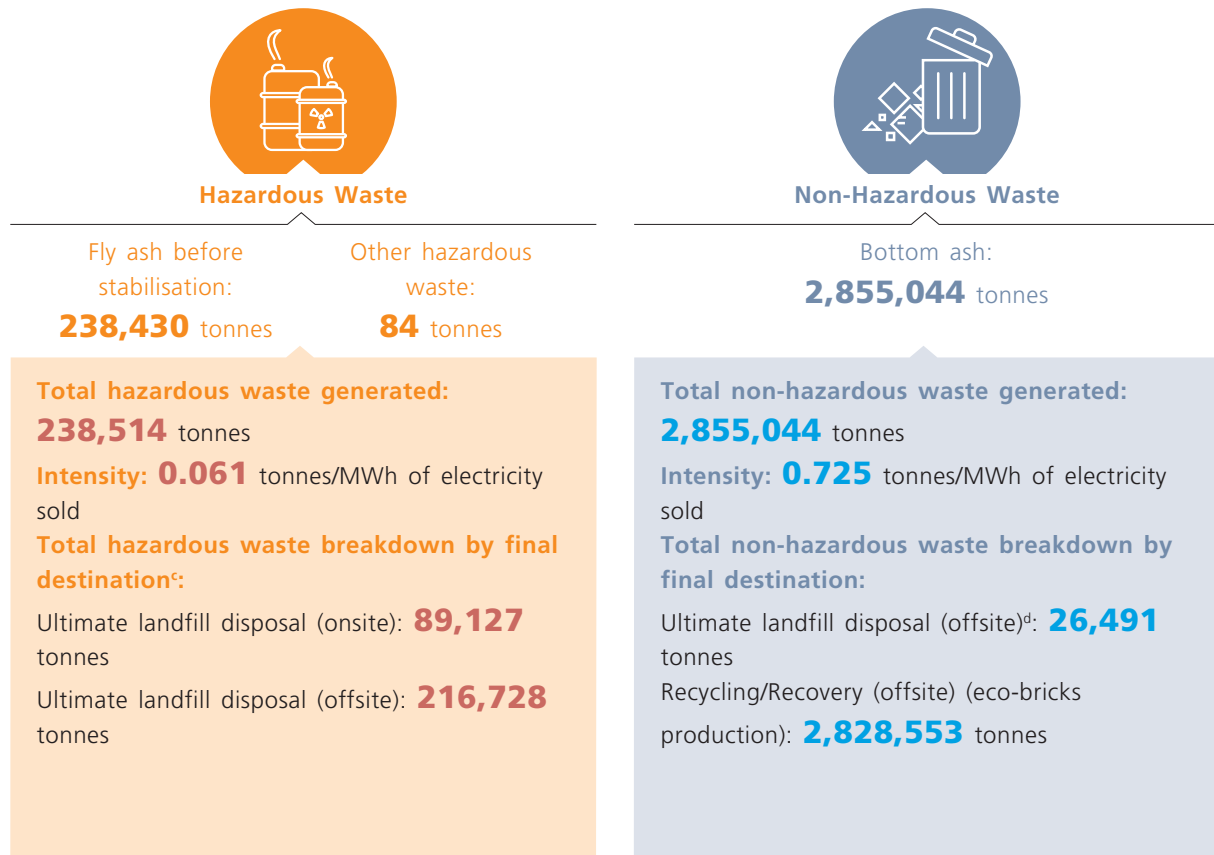 Hazardous Waste
Fly ash before
stabilisation:
238,430 tonnes
Other hazardous
waste:
84 tonnes
Total hazardous waste generated:
238,514 tonnes
Intensity: 0.061 tonnes/MWh of electricity
sold
Total hazardous waste breakdown by final
destinationᶜ:
Ultimate landfill disposal (onsite): 89,127
tonnes
Ultimate landfill disposal (offsite): 216,728
tonnes
Non-Hazardous Waste
Bottom ash:
2,855,044 tonnes
Total non-hazardous waste generated:
2,855,044 tonnes
Intensity: 0.725 tonnes/MWh of electricity
sold
Total non-hazardous waste breakdown by
final destination:
Ultimate landfill disposal (offsite)ᵈ: 26,491
tonnes
Recycling/Recovery (offsite) (eco-bricks
production): 2,828,553 tonnes